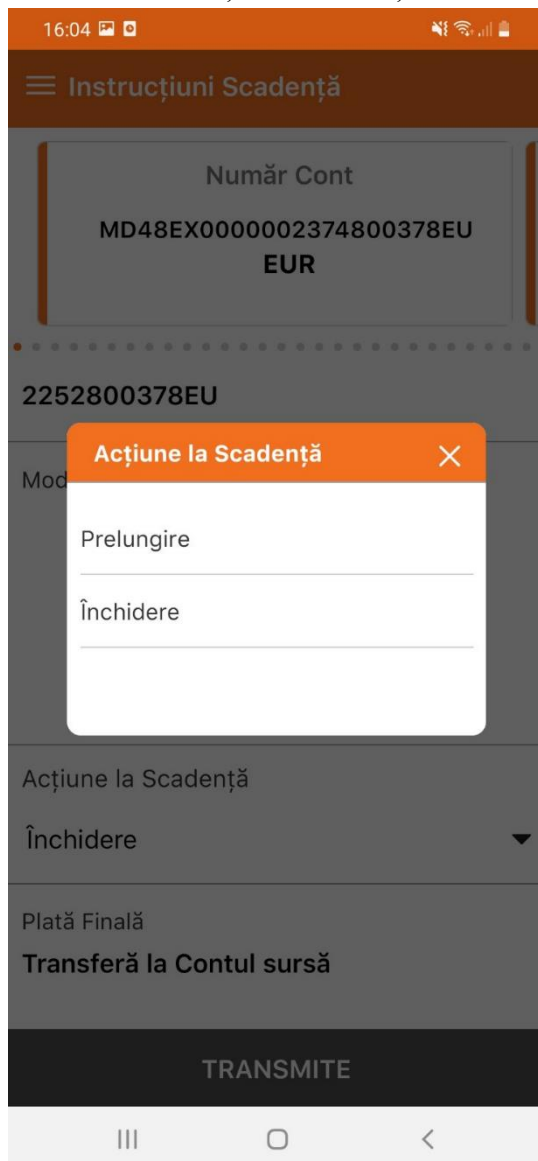 16:04
Instrucțiuni Scadență
Număr Cont
MD48EX0000002374800378EU
EUR
2252800378EU
Acțiune la Scadență
Mod
Prelungire
Închidere
Acțiune la Scadență
Închidere
Plată Finală
Transferă la Contul sursă
TRANSMITE